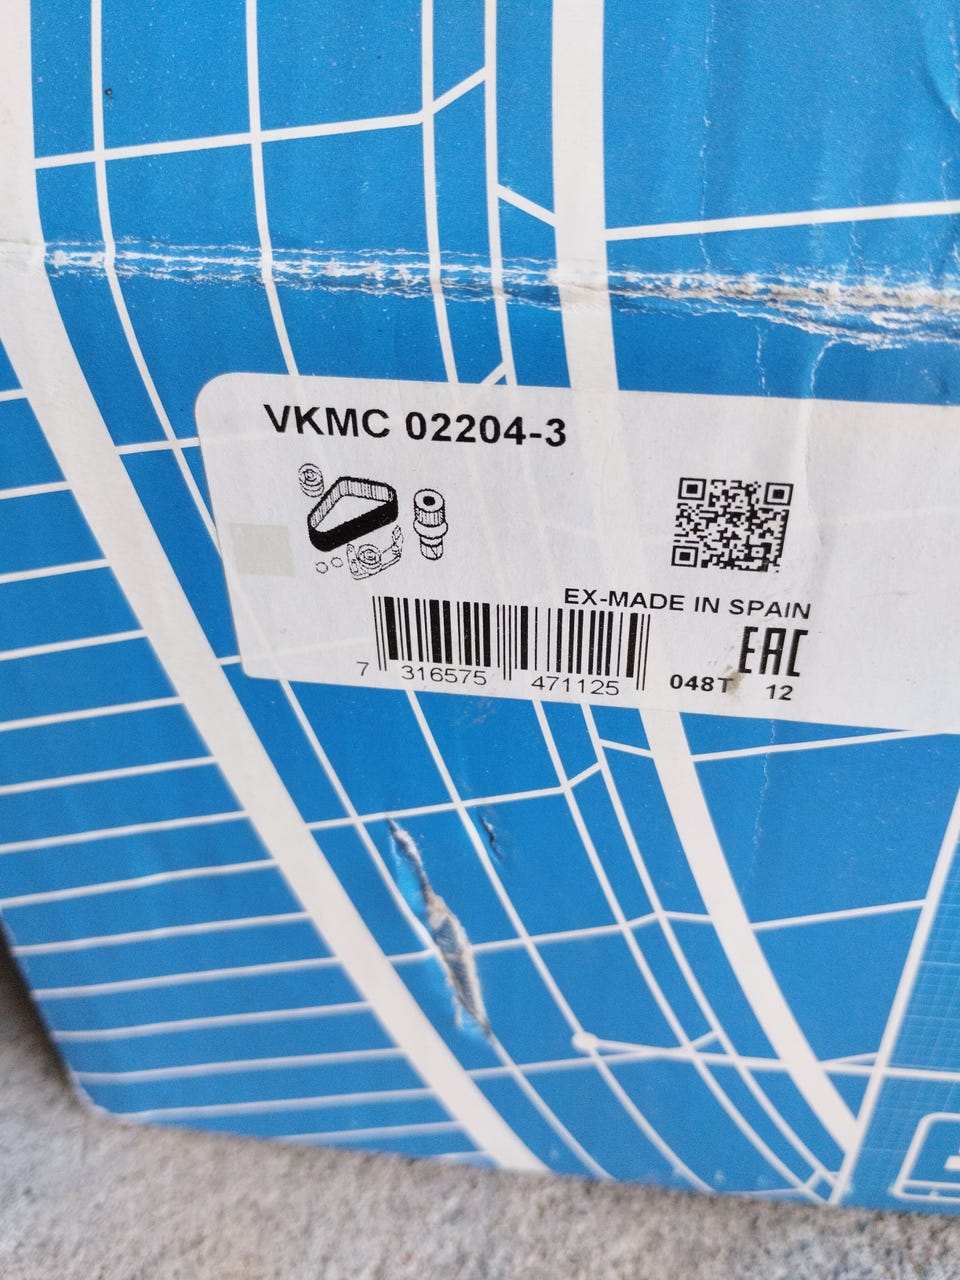 VKMC 02204-3
EX-MADE IN SPAIN
EAC
7 316575 471125
048T 12